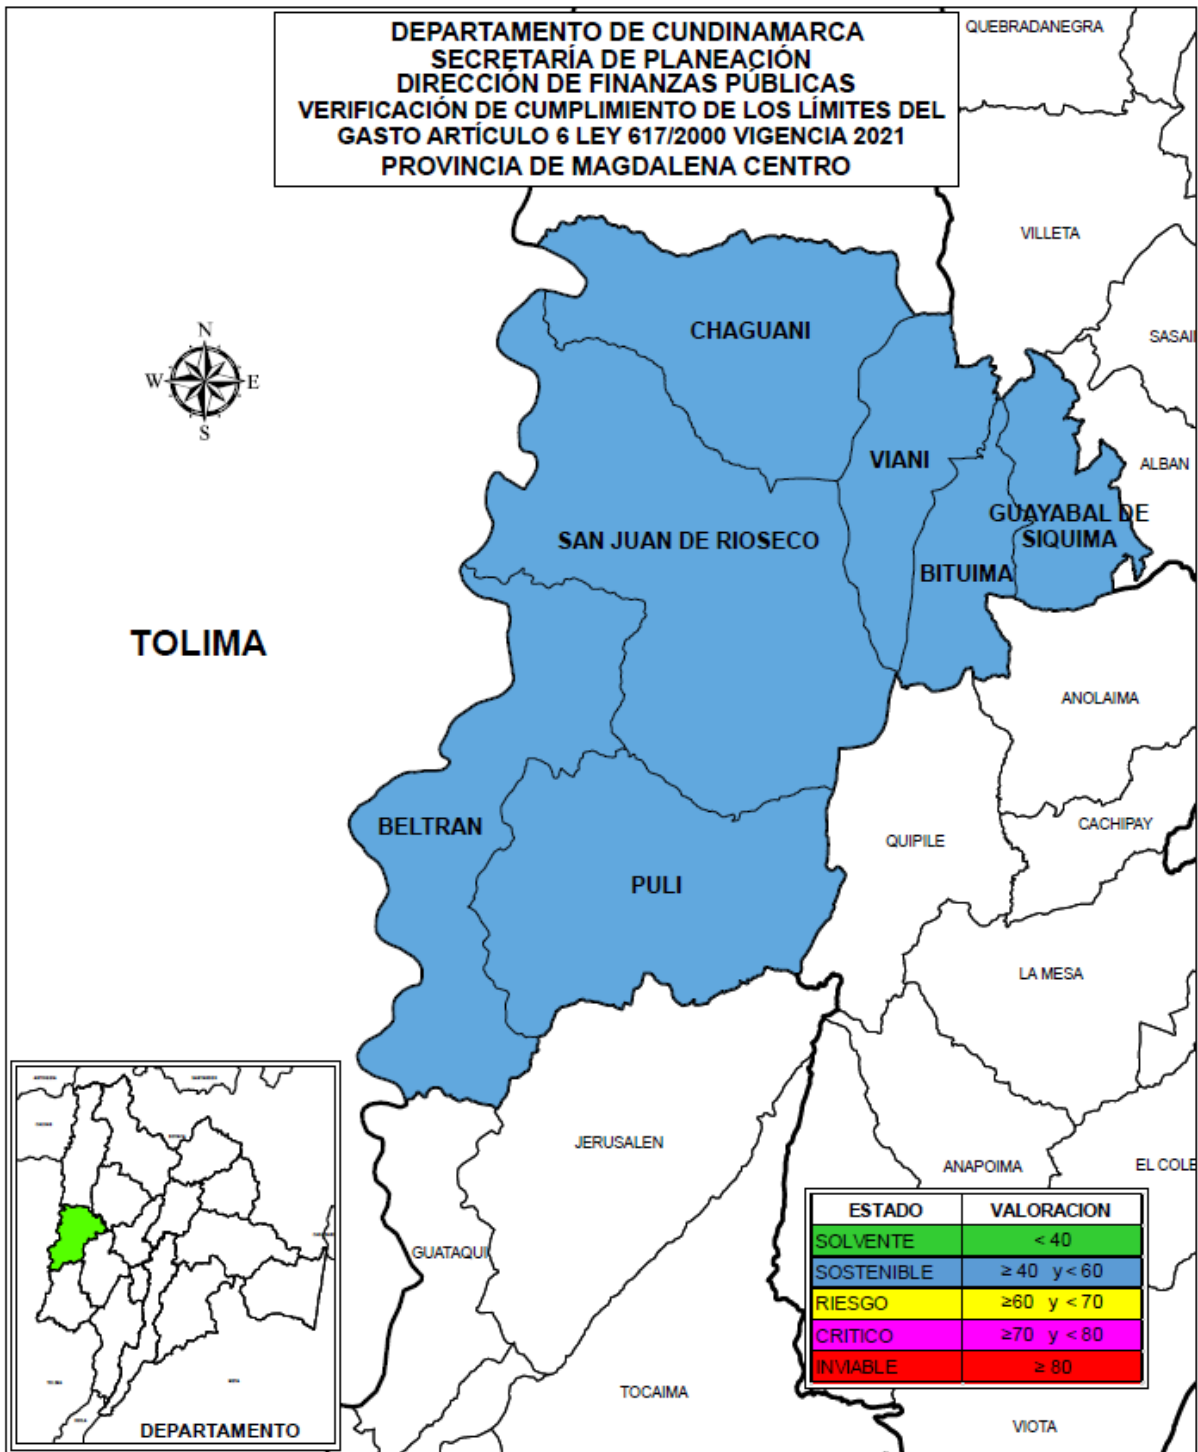 DEPARTAMENTO DE CUNDINAMARCA
SECRETARÍA DE PLANEACIÓN
DIRECCIÓN DE FINANZAS PÚBLICAS
VERIFICACIÓN DE CUMPLIMIENTO DE LOS LÍMITES DEL
GASTO ARTÍCULO 6 LEY 617/2000 VIGENCIA 2021
PROVINCIA DE MAGDALENA CENTRO
QUEBRADANEGRA
VILLETA
N
W E
S
CHAGUANI
SASAI
VIANI
ALBAN
GUAYABAL DE
SIQUIMA
SAN JUAN DE RIOSECO
BITUIMA
TOLIMA
ANOLAIMA
BELTRAN
CACHIPAY
QUIPILE
PULI
LA MESA
JERUSALEN
ANAPOIMA
EL COLE
GUATAQUI
ESTADO VALORACION
SOLVENTE < 40
SOSTENIBLE ≥ 40 y < 60
RIESGO ≥60 y < 70
CRITICO ≥70 y < 80
INVIABLE ≥ 80
TOCAIMA
VIOTA
DEPARTAMENTO